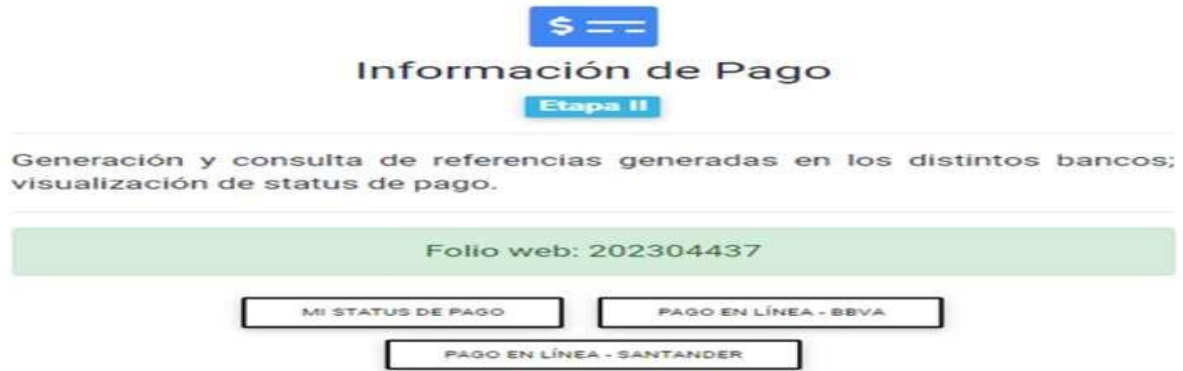 $
Información de Pago
Etapa II
Generación y consulta de referencias generadas en los distintos bancos;
visualización de status de pago.
Folio web: 202304437
MI STATUS DE PAGO PAGO EN LÍNEA - BBVA
PAGO EN LÍNEA - SANTANDER